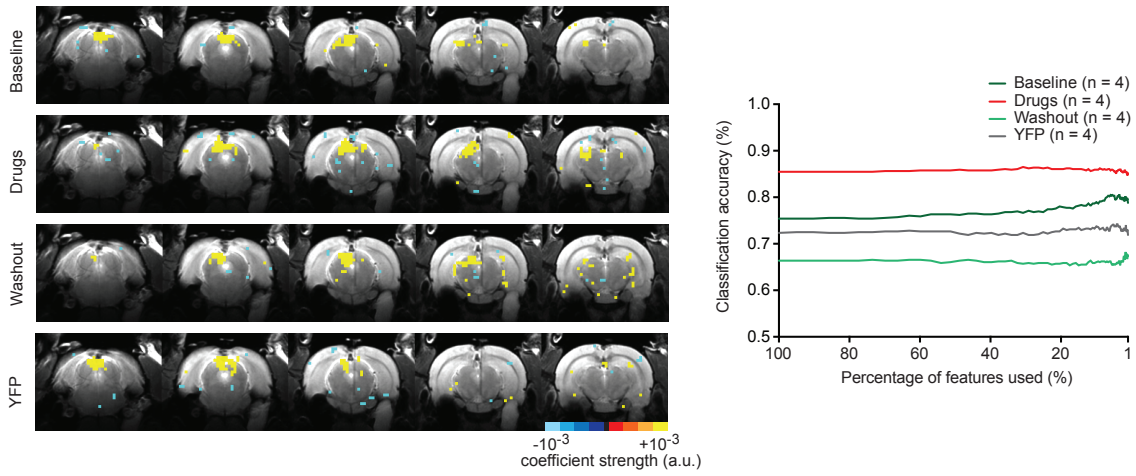 Baseline
Drugs
Washout
YFP
-10⁻³ +10⁻³
coefficient strength (a.u.)
Baseline (n = 4)
Drugs (n = 4)
Washout (n = 4)
YFP (n = 4)
Classification accuracy (%)
1.0
0.9
0.8
0.7
0.6
0.5
100 80 60 40 20 1
Percentage of features used (%)